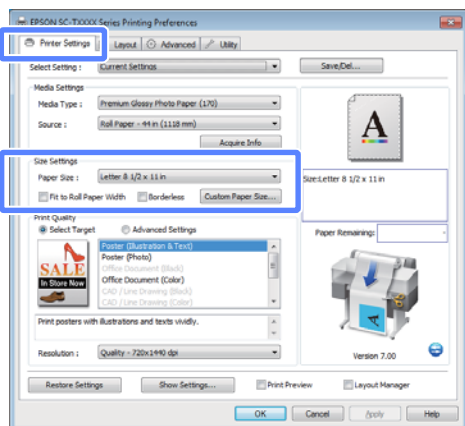 EPSON SC-TXXXX Series Printing Preferences
Printer Settings Layout Advanced Utility
Select Setting : Current Settings Save/Del...
Media Settings
Media Type : Premium Glossy Photo Paper (170)
Source : Roll Paper - 44 in (1118 mm)
Acquire Info
A
Size Settings
Paper Size : Letter 8 1/2 x 11 in
Size:Letter 8 1/2 x 11 in
Fit to Roll Paper Width Borderless Custom Paper Size...
Print Quality
Select Target Advanced Settings
Paper Remaining: -
SALE
In Store Now
Poster (Illustration & Text)
Poster (Photo)
Office Document (Black)
Office Document (Color)
CAD / Line Drawing (Black)
CAD / Line Drawing (Color)
Print posters with illustrations and texts vividly.
A
Resolution : Quality - 720x1440 dpi
Version 7.00
Restore Settings Show Settings... Print Preview Layout Manager
OK Cancel Apply Help